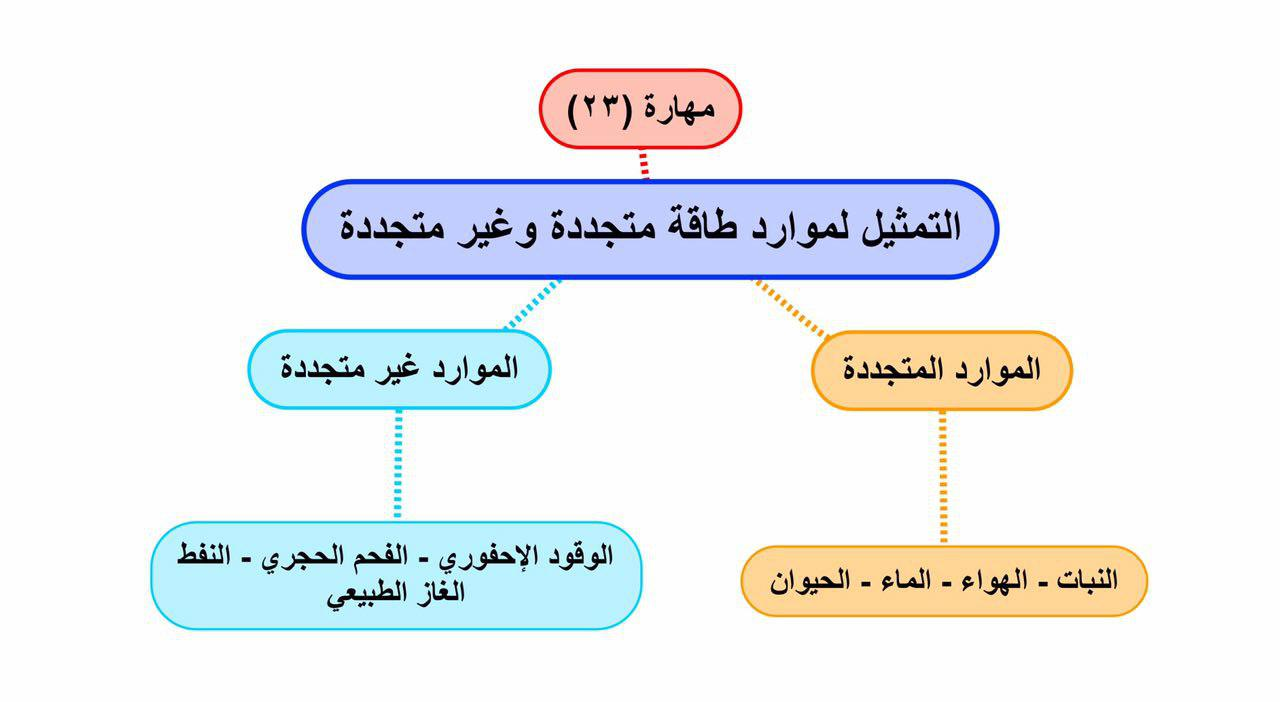 مهارة (٢٣)
التمثيل لموارد طاقة متجددة وغير متجددة
الموارد المتجددة
الموارد غير متجددة
النبات - الهواء - الماء - الحيوان
الوقود الإحفوري - الفحم الحجري - النفط
الغاز الطبيعي